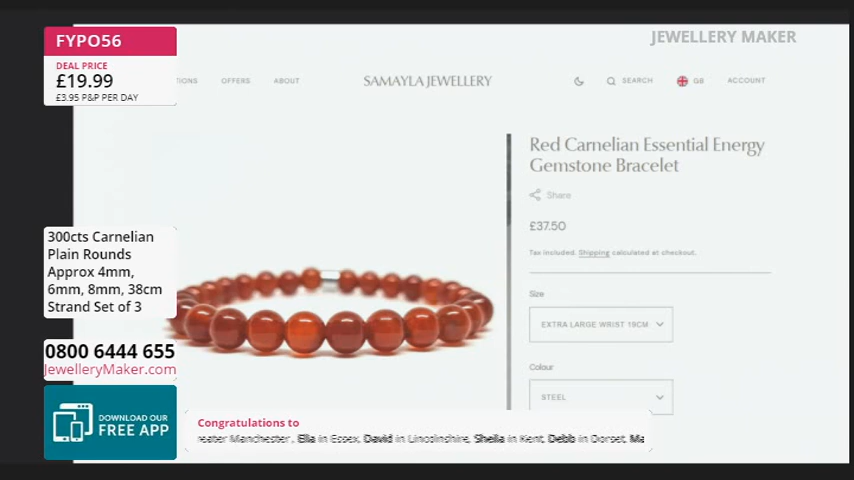 FYPO56
DEAL PRICE
£19.99
£3.95 P&P PER DAY
JEWELLERY MAKER
OFFERS
ABOUT
SAMAYLA JEWELLERY
SEARCH
GB
ACCOUNT
Red Carnelian Essential Energy
Gemstone Bracelet
Share
£37.50
Tax included. Shipping calculated at checkout.
Size
EXTRA LARGE WRIST 19CM
Colour
STEEL
300cts Carnelian
Plain Rounds
Approx 4mm,
6mm, 8mm, 38cm
Strand Set of 3
0800 6444 655
JewelleryMaker.com
DOWNLOAD OUR
FREE APP
Congratulations to
Manchester, Ella in Essex, David in Lincolnshire, Sheila in Kent, Debb in Dorset,